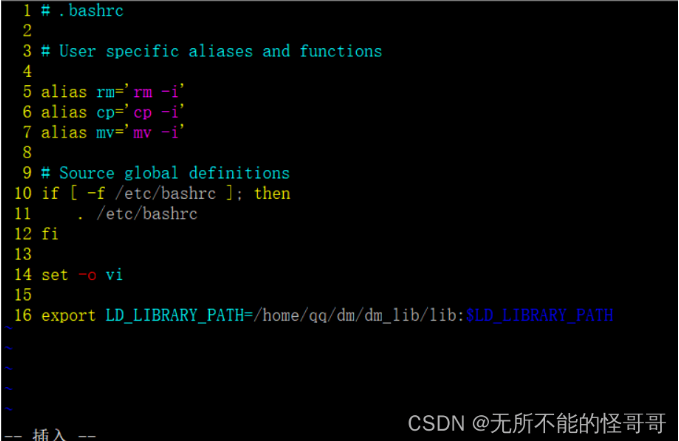 1 # .bashrc
2
3 # User specific aliases and functions
4
5 alias rm='rm -i'
6 alias cp='cp -i'
7 alias mv='mv -i'
8
9 # Source global definitions
10 if [ -f /etc/bashrc ]; then
11 . /etc/bashrc
12 fi
13
14 set -o vi
15
16 export LD_LIBRARY_PATH=/home/qq/dm/dm_lib/lib:$LD_LIBRARY_PATH
~
~
~
~
~
-- 插入 --
CSDN @无所不能的怪哥哥